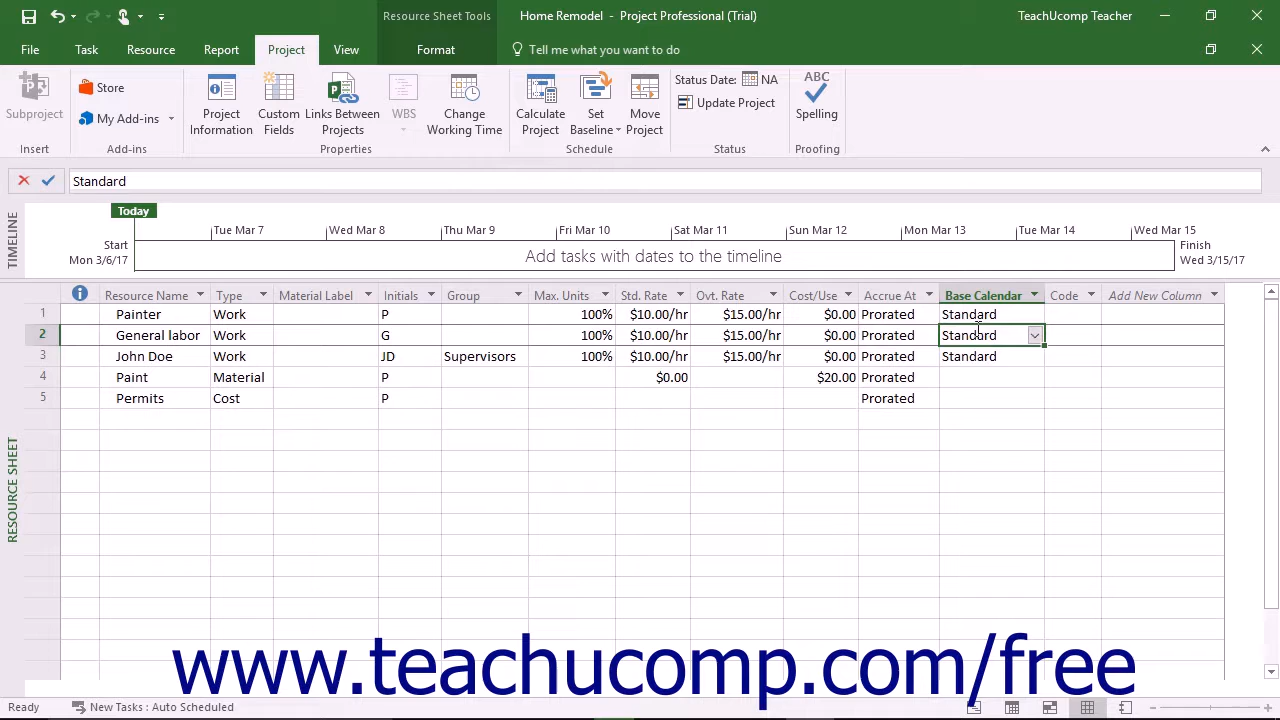 Resource Sheet Tools
Home Remodel - Project Professional (Trial)
TeachUcomp Teacher
File Task Resource Report Project View Format Tell me what you want to do
Subproject
Insert
Store
My Add-ins
Add-ins
Project Information
Custom Fields
Links Between Projects
WBS
Change Working Time
Properties
Calculate Project
Set Baseline
Move Project
Schedule
Status Date: NA
Update Project
Status
ABC
Spelling
Proofing
Standard
TIMELINE
Today
Tue Mar 7 Wed Mar 8 Thu Mar 9 Fri Mar 10 Sat Mar 11 Sun Mar 12 Mon Mar 13 Tue Mar 14 Wed Mar 15
Start
Mon 3/6/17
Add tasks with dates to the timeline
Finish
Wed 3/15/17
RESOURCE SHEET
Resource Name Type Material Label Initials Group Max. Units Std. Rate Ovt. Rate Cost/Use Accrue At Base Calendar Code Add New Column
1 Painter Work P 100% $10.00/hr $15.00/hr $0.00 Prorated Standard
2 General labor Work G 100% $10.00/hr $15.00/hr $0.00 Prorated Standard
3 John Doe Work JD Supervisors 100% $10.00/hr $15.00/hr $0.00 Prorated Standard
4 Paint Material P $0.00 $20.00 Prorated
5 Permits Cost P Prorated
www.teachucomp.com/free
Ready New Tasks : Auto Scheduled